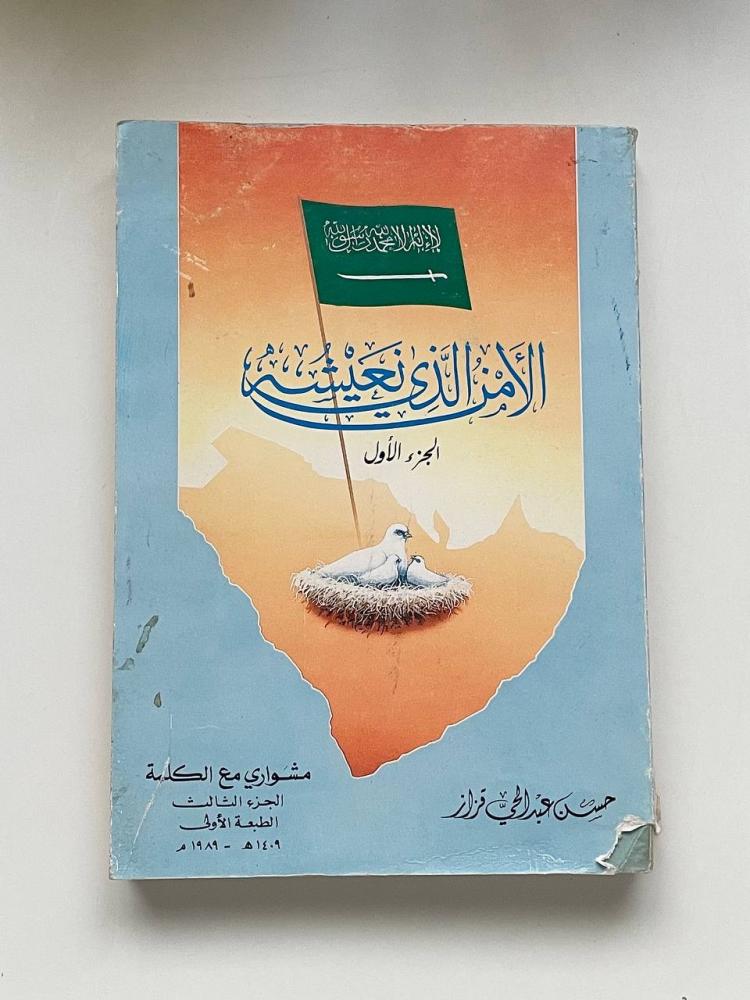 لا إله إلا الله محمد رسول الله
الأمن الذي نعيشه
الجزء الأول
مشواري مع الكلمة
الجزء الثالث
الطبعة الأولى
١٤٠٩هـ - ١٩٨٩م
حسن عبدالحي قزاز